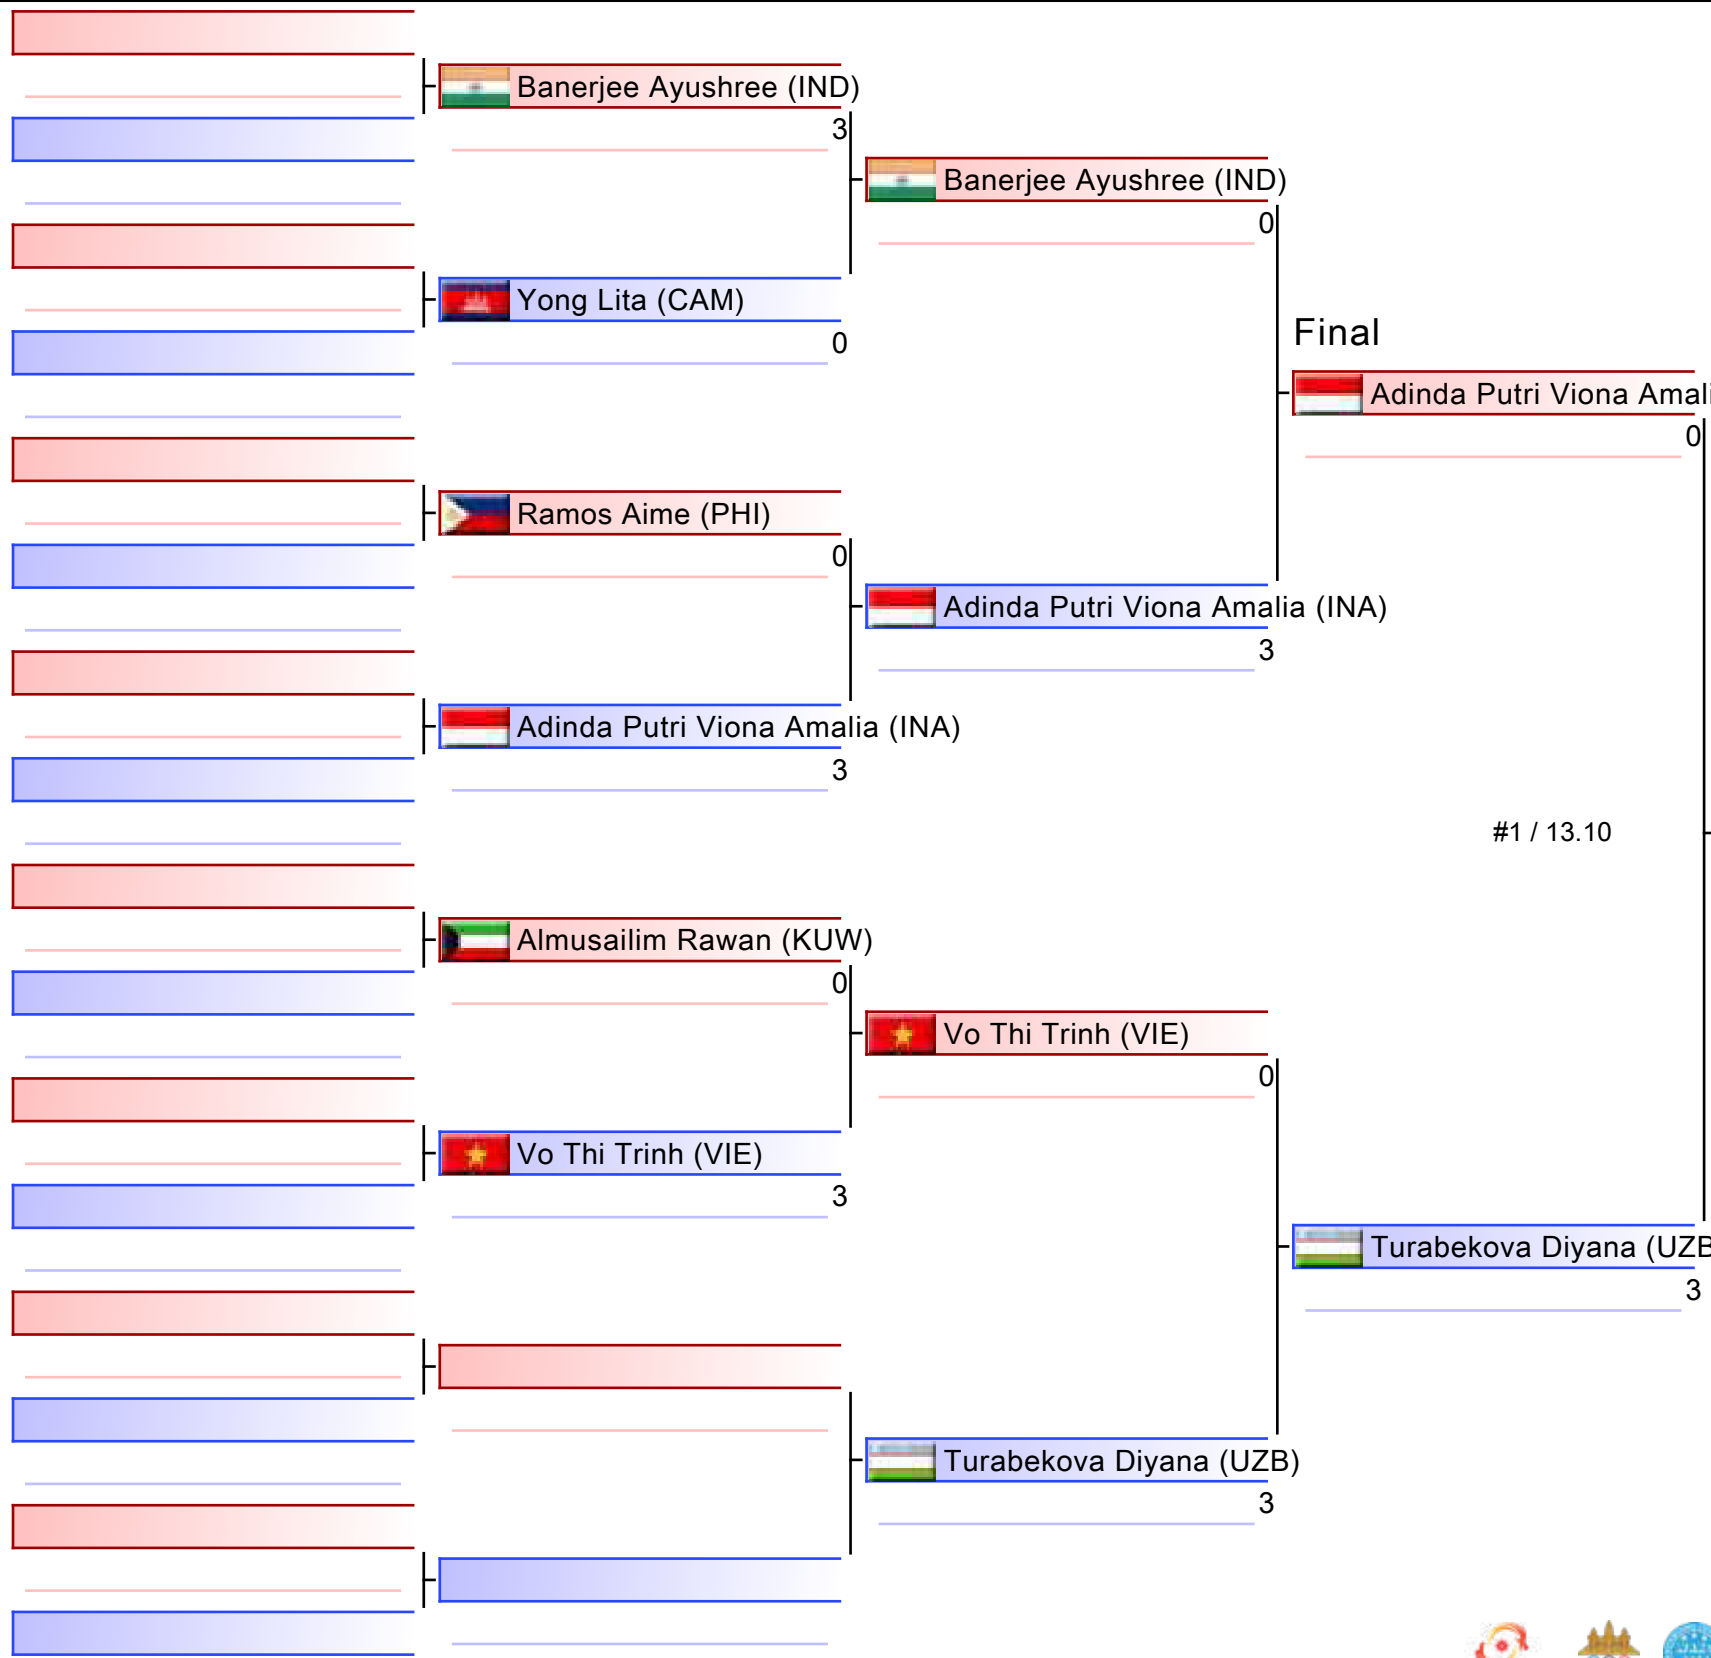 Banerjee Ayushree (IND)
3
Yong Lita (CAM)
0
Ramos Aime (PHI)
0
Adinda Putri Viona Amalia (INA)
3
Almusailim Rawan (KUW)
0
Vo Thi Trinh (VIE)
3
Banerjee Ayushree (IND)
0
Adinda Putri Viona Amalia (INA)
3
Vo Thi Trinh (VIE)
0
Turabekova Diyana (UZB)
3
Final
Adinda Putri Viona Amali
0
#1 / 13.10
Turabekova Diyana (UZB
3